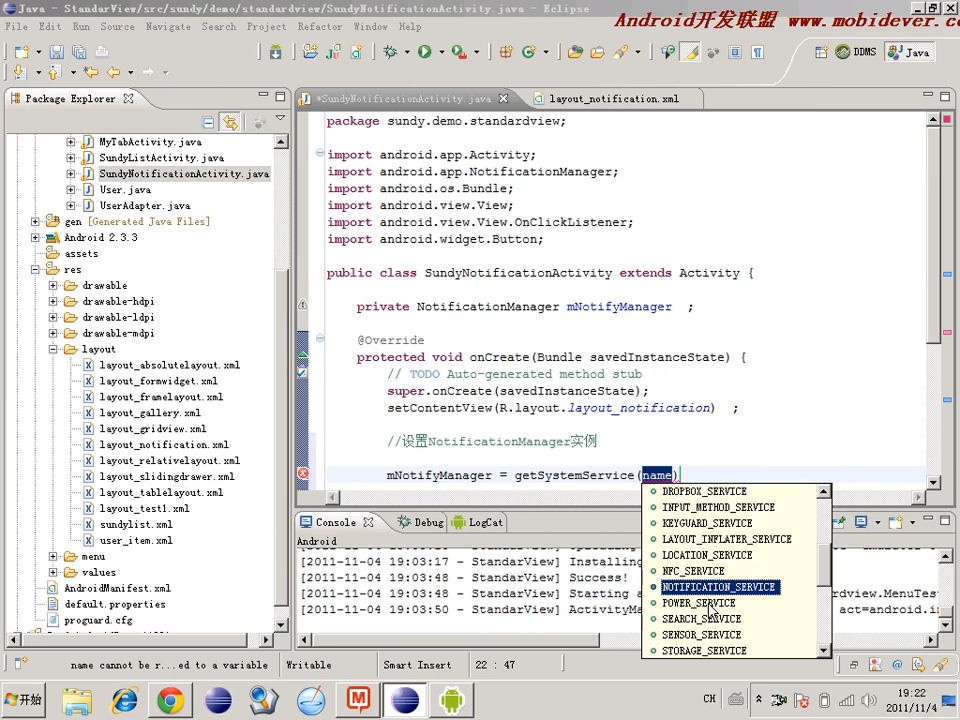 Java - StandarView/src/sundy/demo/standardview/SundyNotificationActivity.java - Eclipse
Android开发联盟 www.mobidever.com
File Edit Run Source Navigate Search Project Refactor Window Help
DDMS Java
Package Explorer
*SundyNotificationActivity.java
layout_notification.xml
MyTabActivity.java
SundyListActivity.java
SundyNotificationActivity.java
User.java
UserAdapter.java
gen [Generated Java Files]
Android 2.3.3
assets
res
drawable
drawable-hdpi
drawable-ldpi
drawable-mdpi
layout
layout_absolutelayout.xml
layout_formwidget.xml
layout_framelayout.xml
layout_gallery.xml
layout_gridview.xml
layout_notification.xml
layout_relativelayout.xml
layout_slidingdrawer.xml
layout_tablelayout.xml
layout_test1.xml
sundylist.xml
user_item.xml
menu
values
AndroidManifest.xml
default.properties
proguard.cfg
package sundy.demo.standardview;
import android.app.Activity;
import android.app.NotificationManager;
import android.os.Bundle;
import android.view.View;
import android.view.View.OnClickListener;
import android.widget.Button;
public class SundyNotificationActivity extends Activity {
private NotificationManager mNotifyManager ;
@Override
protected void onCreate(Bundle savedInstanceState) {
// TODO Auto-generated method stub
super.onCreate(savedInstanceState);
setContentView(R.layout.layout_notification) ;
//设置NotificationManager实例
mNotifyManager = getSystemService(name)
DROPBOX_SERVICE
INPUT_METHOD_SERVICE
KEYGUARD_SERVICE
LAYOUT_INFLATER_SERVICE
LOCATION_SERVICE
NFC_SERVICE
NOTIFICATION_SERVICE
POWER_SERVICE
SEARCH_SERVICE
SENSOR_SERVICE
STORAGE_SERVICE
Console Debug LogCat
Android
[2011-11-04 19:03:17 - StandarView] Installing
[2011-11-04 19:03:48 - StandarView] Success!
[2011-11-04 19:03:48 - StandarView] Starting a rdview.MenuTes
[2011-11-04 19:03:50 - StandarView] ActivityMa act=android.in
name cannot be r...ed to a variable
Writable
Smart Insert
22 : 47
开始
CH
19:22
2011/11/4